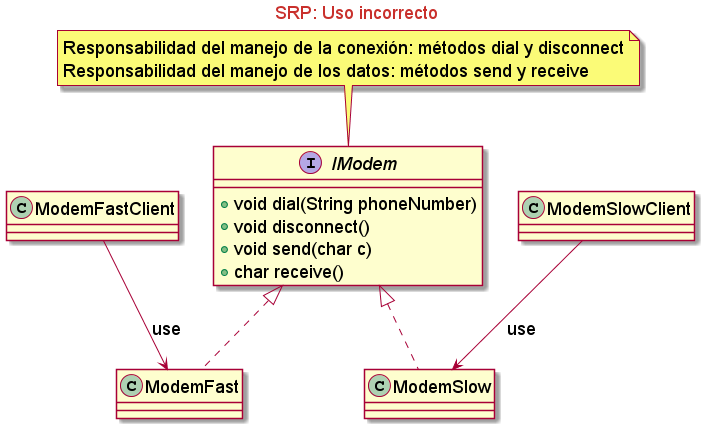 SRP: Uso incorrecto
Responsabilidad del manejo de la conexión: métodos dial y disconnect
Responsabilidad del manejo de los datos: métodos send y receive
I IModem
void dial(String phoneNumber)
void disconnect()
void send(char c)
char receive()
C ModemFastClient
C ModemSlowClient
use
use
C ModemFast
C ModemSlow